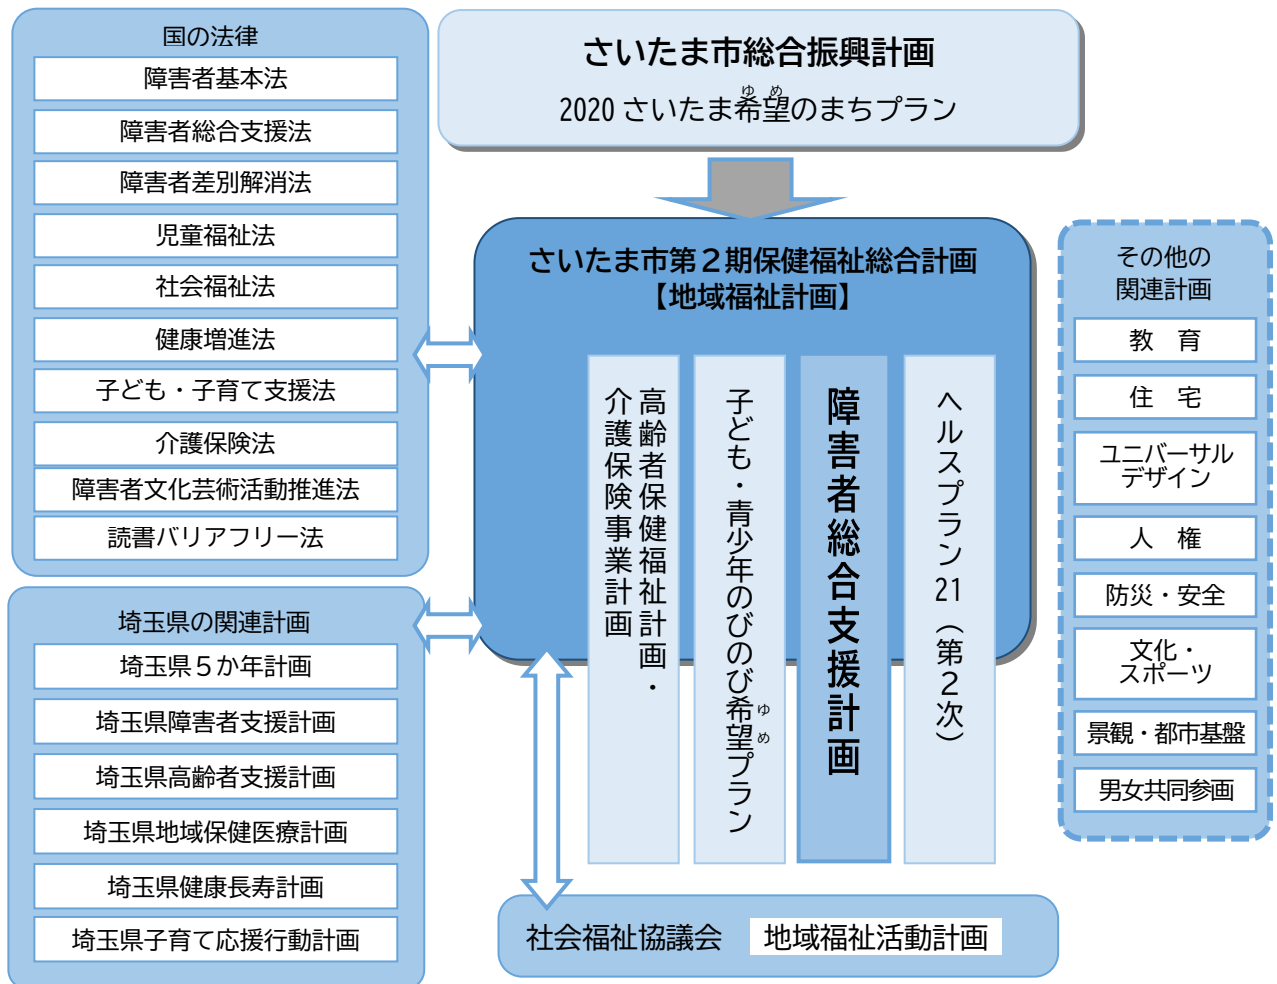 国の法律
障害者基本法
障害者総合支援法
障害者差別解消法
児童福祉法
社会福祉法
健康増進法
子ども・子育て支援法
介護保険法
障害者文化芸術活動推進法
読書バリアフリー法
埼玉県の関連計画
埼玉県５か年計画
埼玉県障害者支援計画
埼玉県高齢者支援計画
埼玉県地域保健医療計画
埼玉県健康長寿計画
埼玉県子育て応援行動計画
さいたま市総合振興計画
ゆめ
2020 さいたま希望のまちプラン
さいたま市第２期保健福祉総合計画
【地域福祉計画】
高齢者保健福祉計画・
介護保険事業計画
子ども・青少年のびのび希望プラン
ゆめ
障害者総合支援計画
ヘルスプラン 21（第２次）
社会福祉協議会
地域福祉活動計画
その他の
関連計画
教　育
住　宅
ユニバーサル
デザイン
人　権
防災・安全
文化・
スポーツ
景観・都市基盤
男女共同参画